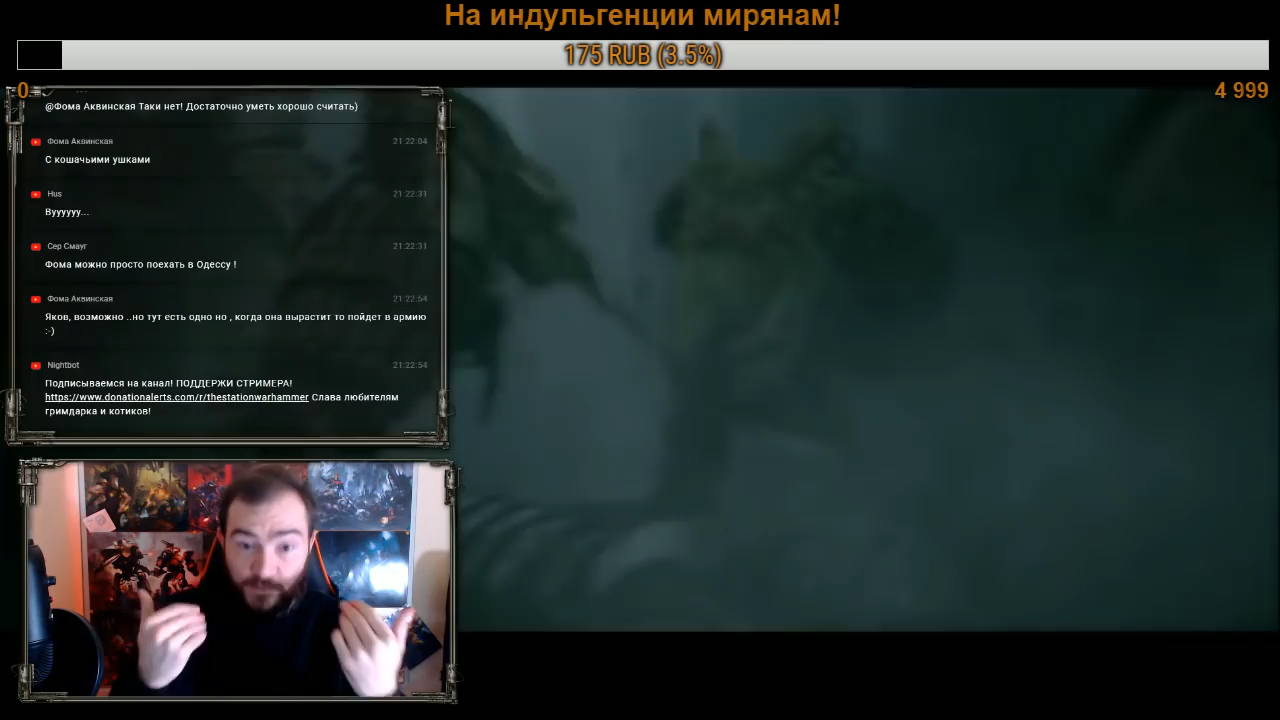 На индульгенции мирянам!
175 RUB (3.5%)
0
4 999
@Фома Аквинская Таки нет! Достаточно уметь хорошо считать)
Фома Аквинская 21:22:04
С кошачьими ушками
Hus 21:22:31
Вуууууу...
Сер Смауг 21:22:31
Фома можно просто поехать в Одессу !
Фома Аквинская 21:22:54
Яков, возможно ..но тут есть одно но , когда она вырастит то пойдет в армию
:-)
Nightbot 21:22:54
Подписываемся на канал! ПОДДЕРЖИ СТРИМЕРА!
https://www.donationalerts.com/r/thestationwarhammer Слава любителям
гримдарка и котиков!